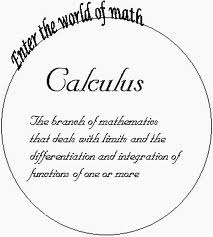 Enter the world of math
Calculus
The branch of mathematics
that deals with limits and the
differentiation and integration of
functions of one or more